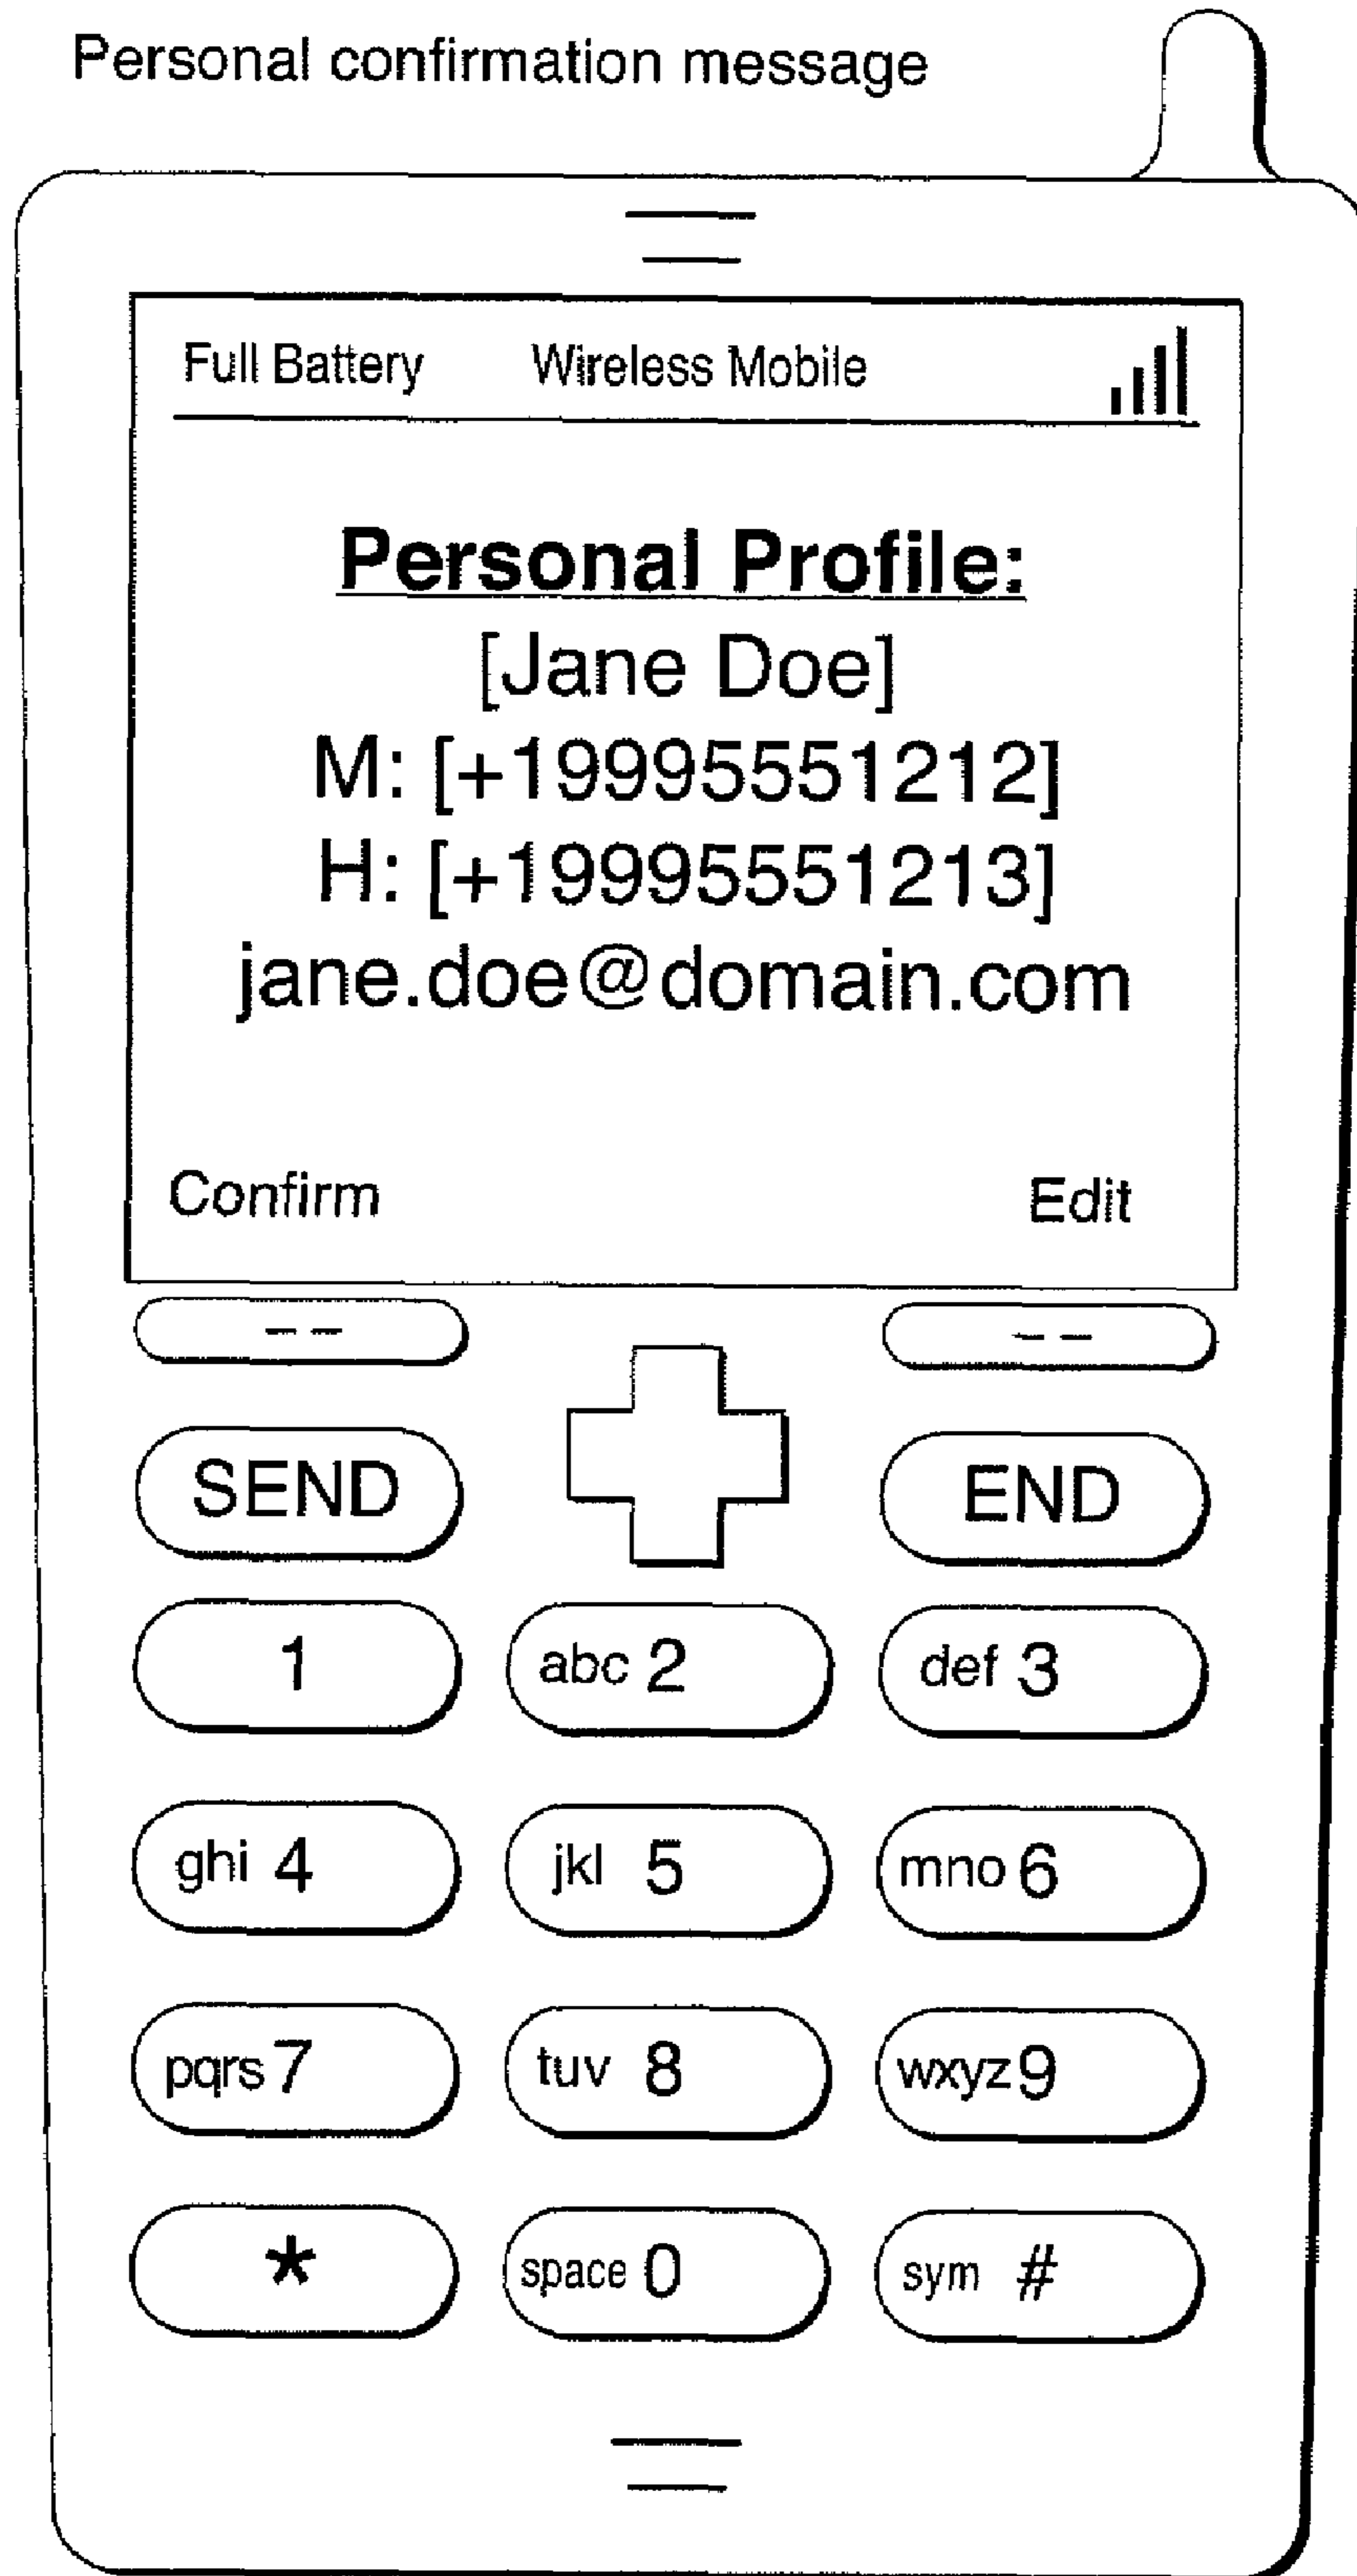 Personal confirmation message
Full Battery Wireless Mobile
Personal Profile:
[Jane Doe]
M: [+19995551212]
H: [+19995551213]
jane.doe@domain.com
Confirm Edit
-- --
SEND END
1 abc 2 def 3
ghi 4 jkl 5 mno 6
pqrs 7 tuv 8 wxyz 9
* space 0 sym #